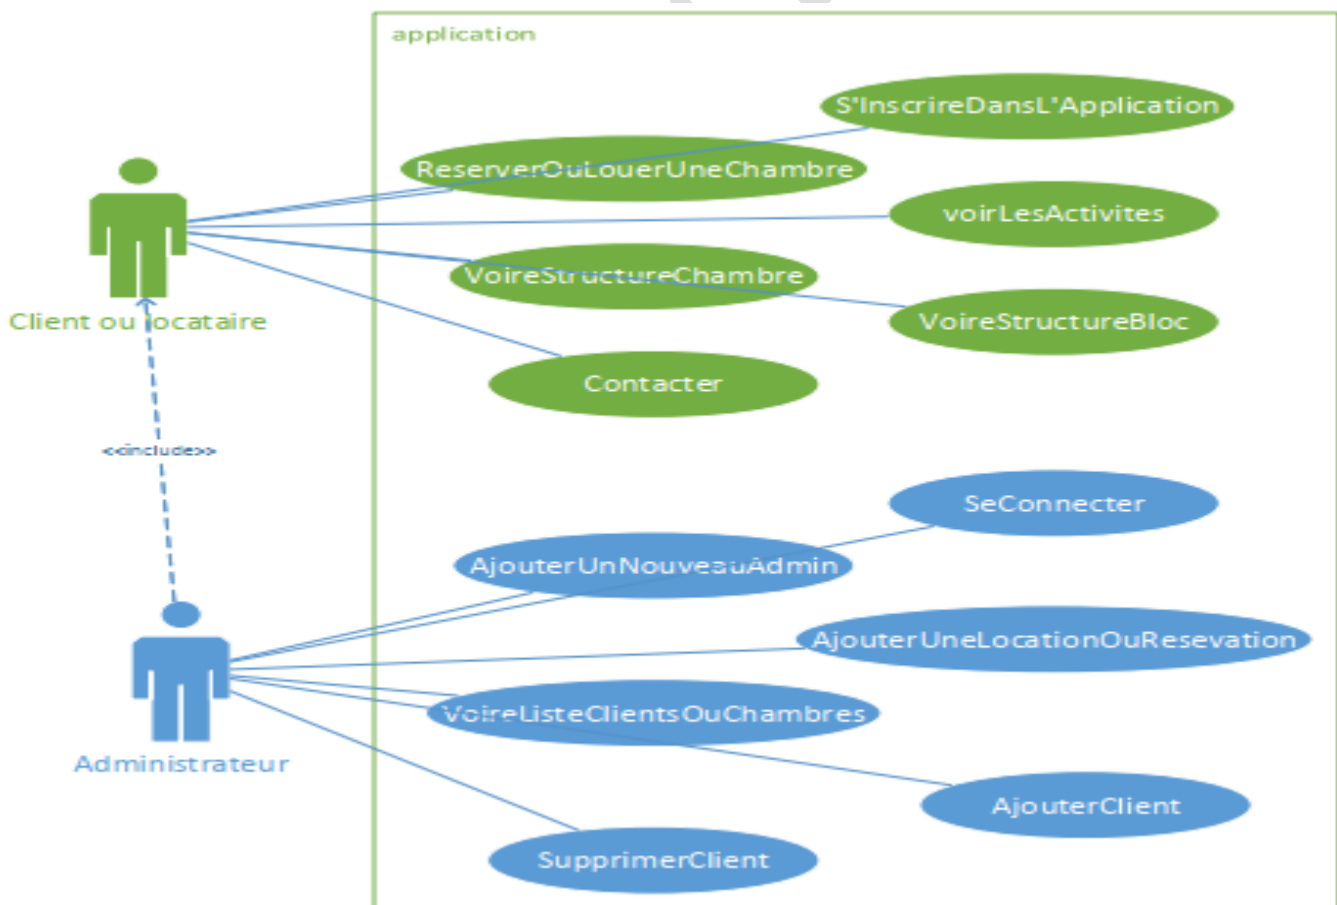 application
S'InscrireDansL'Application
ReserverOuLouerUneChambre
voirLesActivites
VoireStructureChambre
VoireStructureBloc
Client ou locataire
Contacter
<<include>>
SeConnecter
AjouterUnNouveauAdmin
AjouterUneLocationOuResevation
VoireListeClientsOuChambres
Administrateur
AjouterClient
SupprimerClient